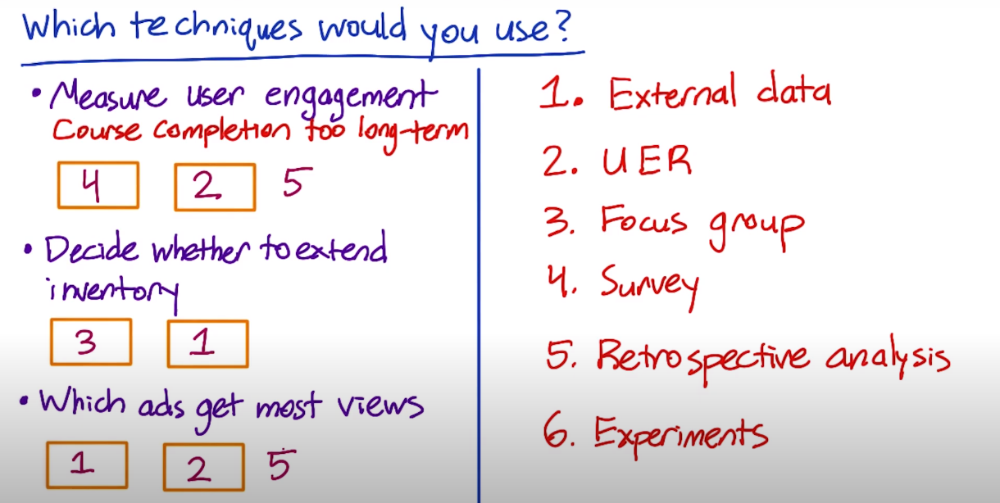 Which techniques would you use?
• Measure user engagement
Course completion too long-term
4 2 5
• Decide whether to extend
inventory
3 1
• Which ads get most views
1 2 5
1. External data
2. UER
3. Focus group
4. Survey
5. Retrospective analysis
6. Experiments